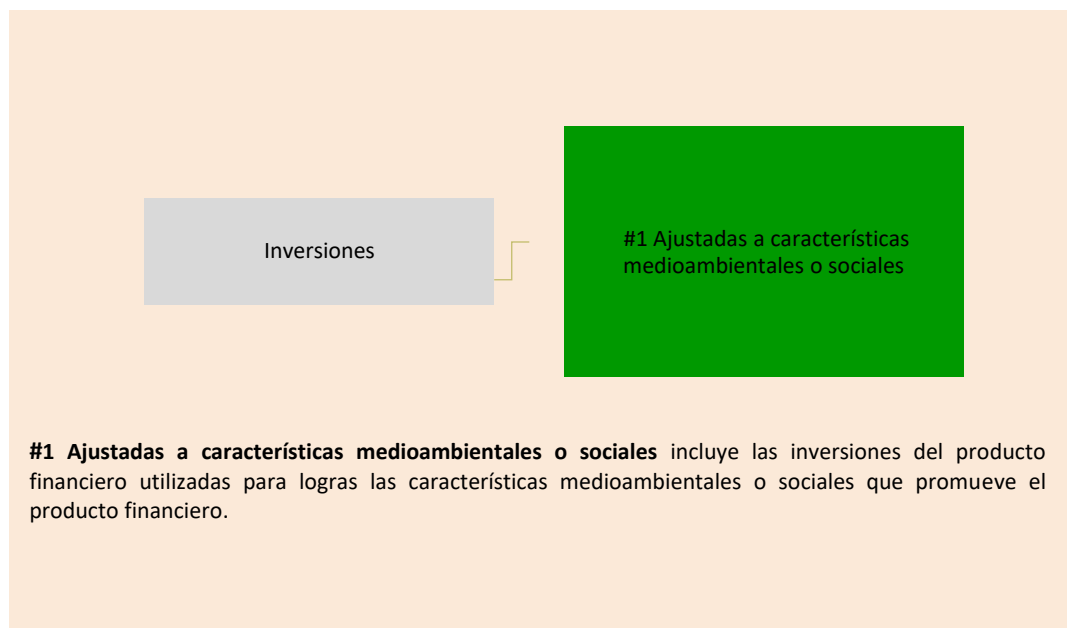 Inversiones
#1 Ajustadas a características
medioambientales o sociales
#1 Ajustadas a características medioambientales o sociales incluye las inversiones del producto
financiero utilizadas para logras las características medioambientales o sociales que promueve el
producto financiero.